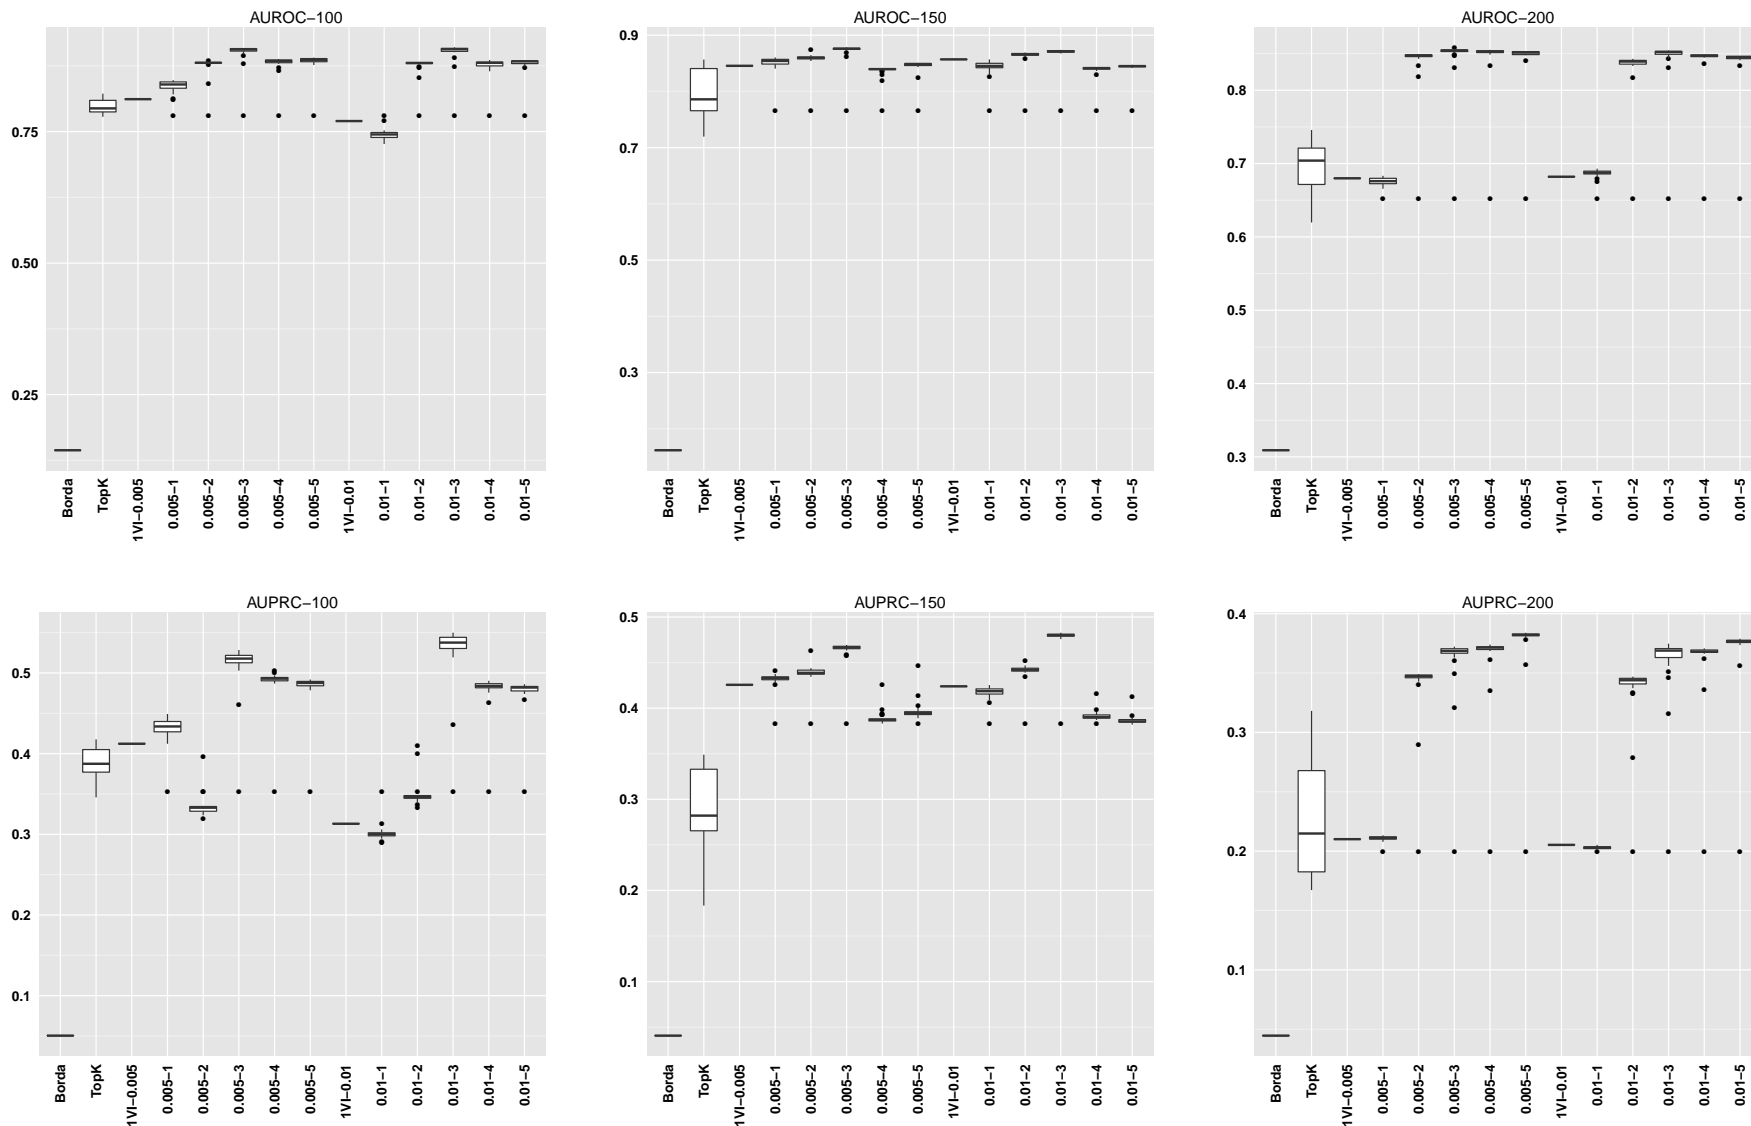 AUROC−100
0.75
0.50
0.25
Borda
TopK
1VI−0.005
0.005−1
0.005−2
0.005−3
0.005−4
0.005−5
1VI−0.01
0.01−1
0.01−2
0.01−3
0.01−4
0.01−5
AUROC−150
0.9
0.7
0.5
0.3
Borda
TopK
1VI−0.005
0.005−1
0.005−2
0.005−3
0.005−4
0.005−5
1VI−0.01
0.01−1
0.01−2
0.01−3
0.01−4
0.01−5
AUROC−200
0.8
0.7
0.6
0.5
0.4
0.3
Borda
TopK
1VI−0.005
0.005−1
0.005−2
0.005−3
0.005−4
0.005−5
1VI−0.01
0.01−1
0.01−2
0.01−3
0.01−4
0.01−5
AUPRC−100
0.5
0.4
0.3
0.2
0.1
Borda
TopK
1VI−0.005
0.005−1
0.005−2
0.005−3
0.005−4
0.005−5
1VI−0.01
0.01−1
0.01−2
0.01−3
0.01−4
0.01−5
AUPRC−150
0.5
0.4
0.3
0.2
0.1
Borda
TopK
1VI−0.005
0.005−1
0.005−2
0.005−3
0.005−4
0.005−5
1VI−0.01
0.01−1
0.01−2
0.01−3
0.01−4
0.01−5
AUPRC−200
0.4
0.3
0.2
0.1
Borda
TopK
1VI−0.005
0.005−1
0.005−2
0.005−3
0.005−4
0.005−5
1VI−0.01
0.01−1
0.01−2
0.01−3
0.01−4
0.01−5